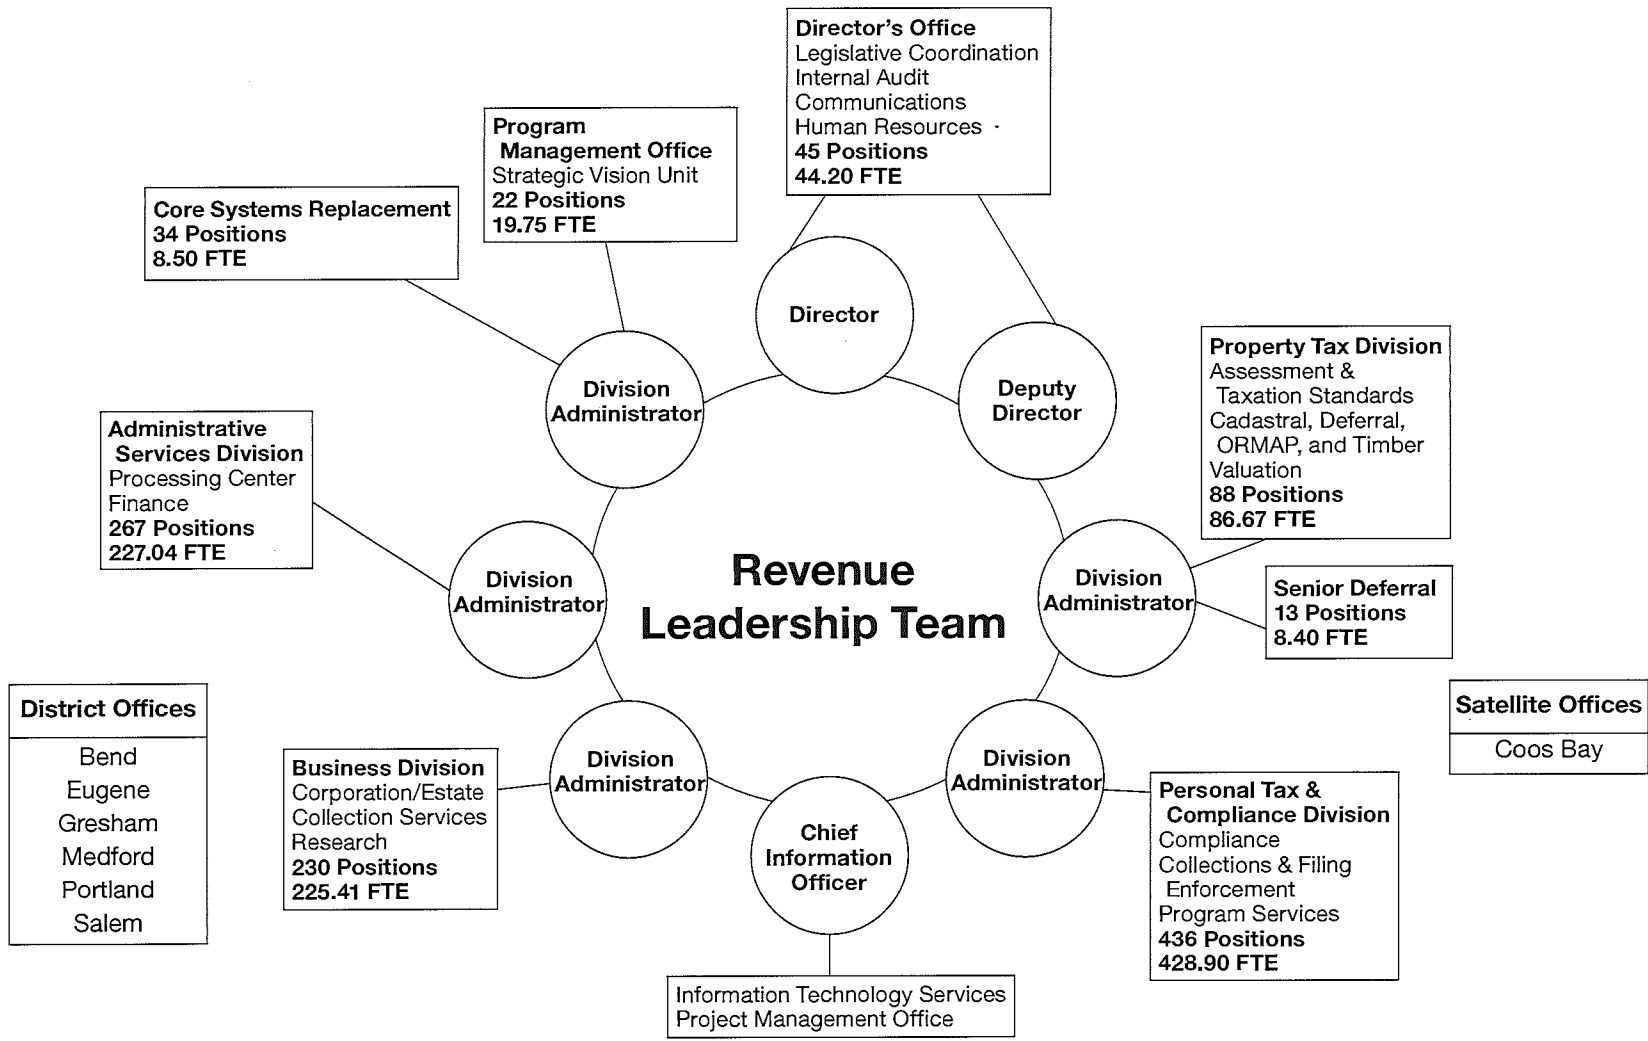 Director's Office
Legislative Coordination
Internal Audit
Communications
Human Resources
45 Positions
44.20 FTE
Program
Management Office
Strategic Vision Unit
22 Positions
19.75 FTE
Core Systems Replacement
34 Positions
8.50 FTE
Director
Division
Administrator
Deputy
Director
Property Tax Division
Assessment &
Taxation Standards
Cadastral, Deferral,
ORMAP, and Timber
Valuation
88 Positions
86.67 FTE
Administrative
Services Division
Processing Center
Finance
267 Positions
227.04 FTE
Division
Administrator
Revenue
Leadership Team
Division
Administrator
Senior Deferral
13 Positions
8.40 FTE
District Offices
Bend
Eugene
Gresham
Medford
Portland
Salem
Satellite Offices
Coos Bay
Business Division
Corporation/Estate
Collection Services
Research
230 Positions
225.41 FTE
Division
Administrator
Chief
Information
Officer
Division
Administrator
Personal Tax &
Compliance Division
Compliance
Collections & Filing
Enforcement
Program Services
436 Positions
428.90 FTE
Information Technology Services
Project Management Office